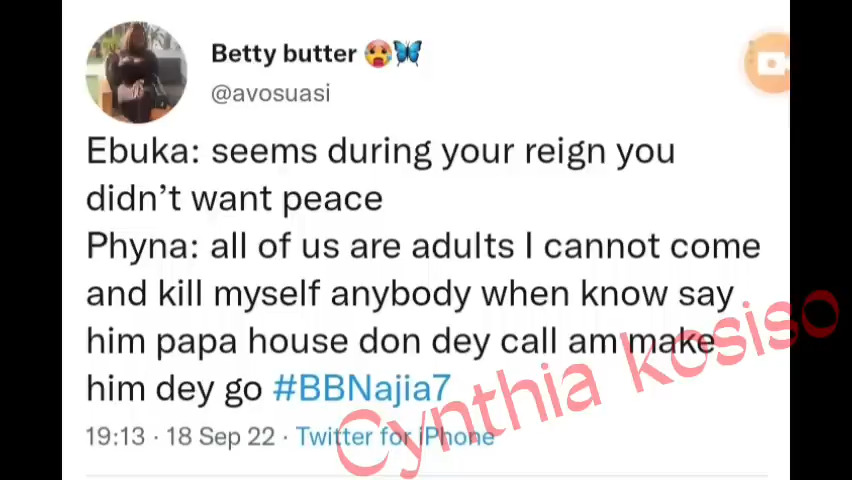 Betty butter 🥵🦋
@avosuasi
Ebuka: seems during your reign you
didn’t want peace
Phyna: all of us are adults I cannot come
and kill myself anybody when know say
him papa house don dey call am make
him dey go #BBNajia7
19:13 · 18 Sep 22 · Twitter for iPhone
Cynthia kosiso